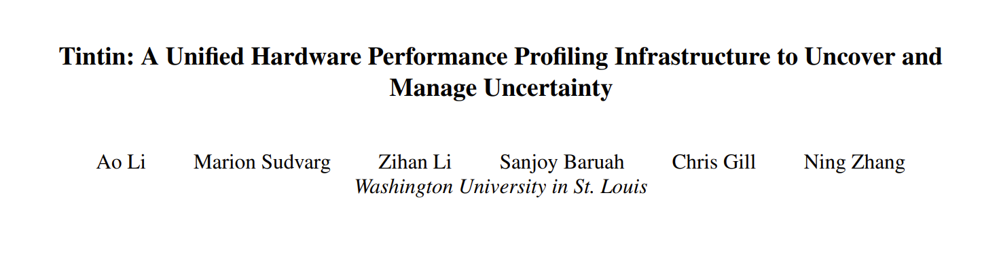 Tintin: A Unified Hardware Performance Profiling Infrastructure to Uncover and
Manage Uncertainty
Ao Li Marion Sudvarg Zihan Li Sanjoy Baruah Chris Gill Ning Zhang
Washington University in St. Louis